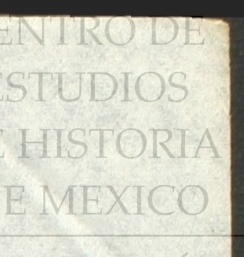 ENTRO DE
ESTUDIOS
E HISTORIA
E MEXICO